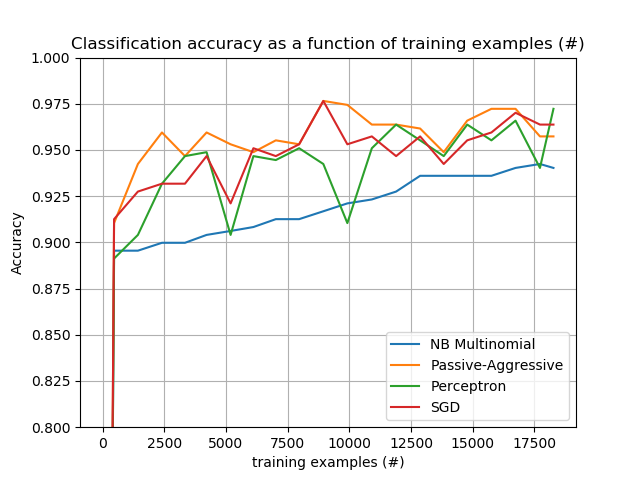 Classification accuracy as a function of training examples (#)
1.000
0.975
0.950
0.925
0.900
0.875
0.850
0.825
0.800
Accuracy
0
2500
5000
7500
10000
12500
15000
17500
training examples (#)
NB Multinomial
Passive-Aggressive
Perceptron
SGD